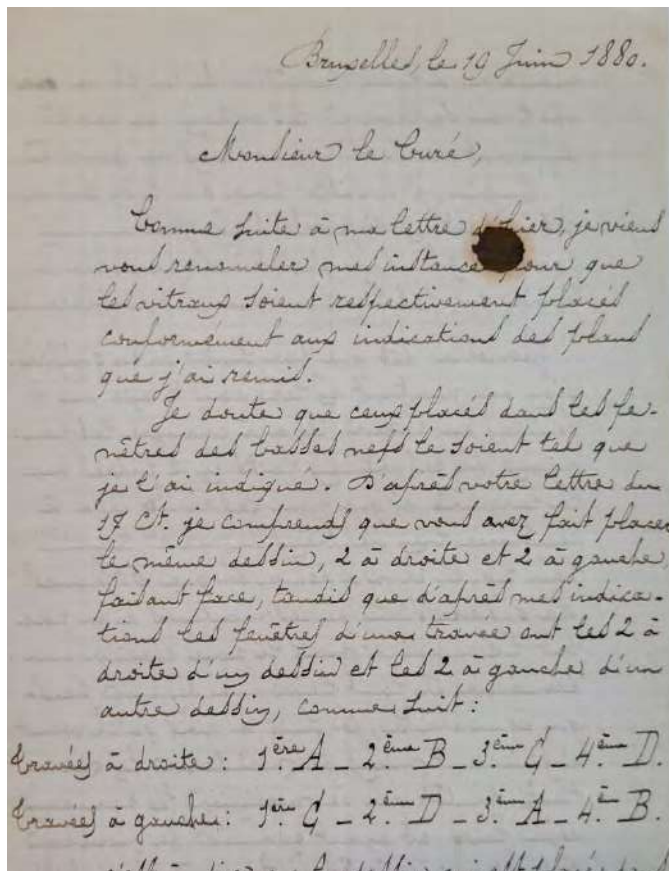 Bruxelles, le 19 Juin 1880.
Monsieur le Curé,
Comme suite à ma lettre d'hier, je viens
vous renouveler mes instances pour que
les vitraux soient respectivement placés
conformément aux indications des plans
que j'ai remis.
Je doute que ceux placés dans les fe-
nêtres des basses nefs le soient tel que
je l'ai indiqué. D'après votre lettre du
17 Ct. je comprends que vous avez fait placer
le même dessin, 2 à droite et 2 à gauche,
faisant face, tandis que d'après mes indica-
tions les fenêtres d'une travée ont les 2 à
droite d'un dessin et les 2 à gauche d'un
autre dessin, comme suit :
Travées à droite : 1ère A - 2ème B - 3ème C - 4ème D.
Travées à gauche : 1ère C - 2ème D - 3ème A - 4è B.